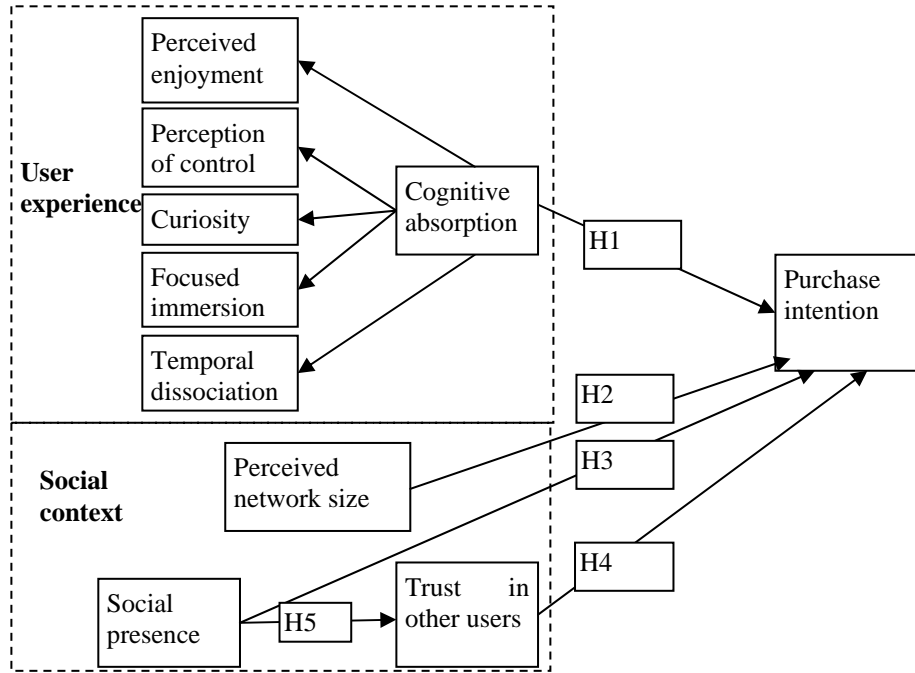 Perceived
enjoyment
Perception
of control
User
experience
Curiosity
Cognitive
absorption
Focused
immersion
Temporal
dissociation
H1
Purchase
intention
H2
H3
H4
Social
context
Perceived
network size
Social
presence
H5
Trust in
other users